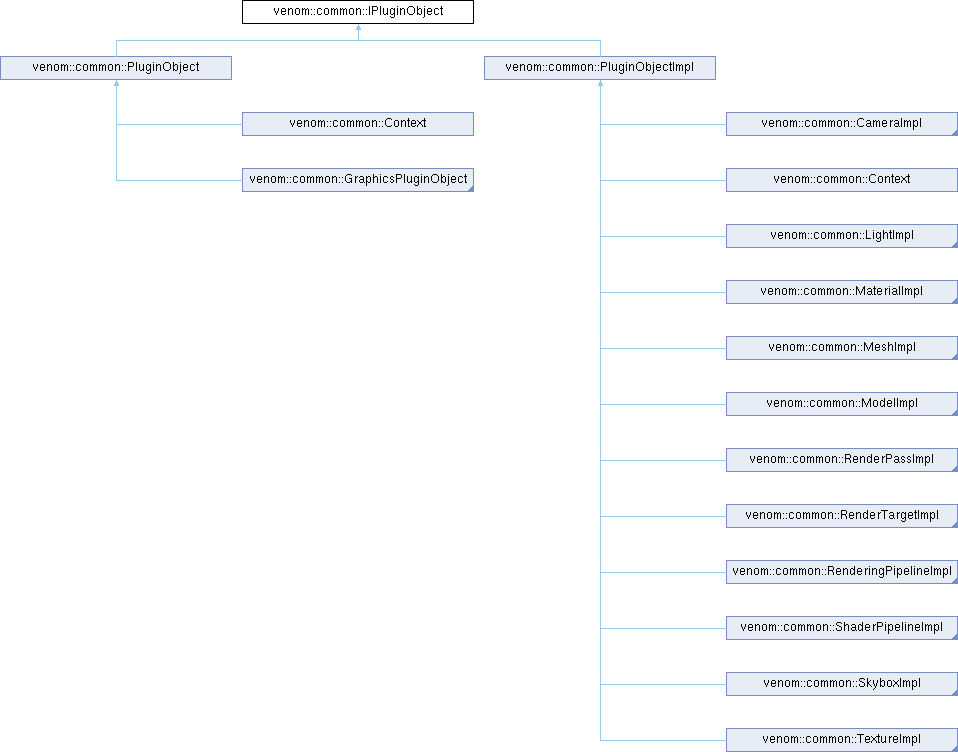 venom::common::IPluginObject
venom::common::PluginObject
venom::common::PluginObjectImpl
venom::common::Context
venom::common::CameraImpl
venom::common::GraphicsPluginObject
venom::common::Context
venom::common::LightImpl
venom::common::MaterialImpl
venom::common::MeshImpl
venom::common::ModelImpl
venom::common::RenderPassImpl
venom::common::RenderTargetImpl
venom::common::RenderingPipelineImpl
venom::common::ShaderPipelineImpl
venom::common::SkyboxImpl
venom::common::TextureImpl